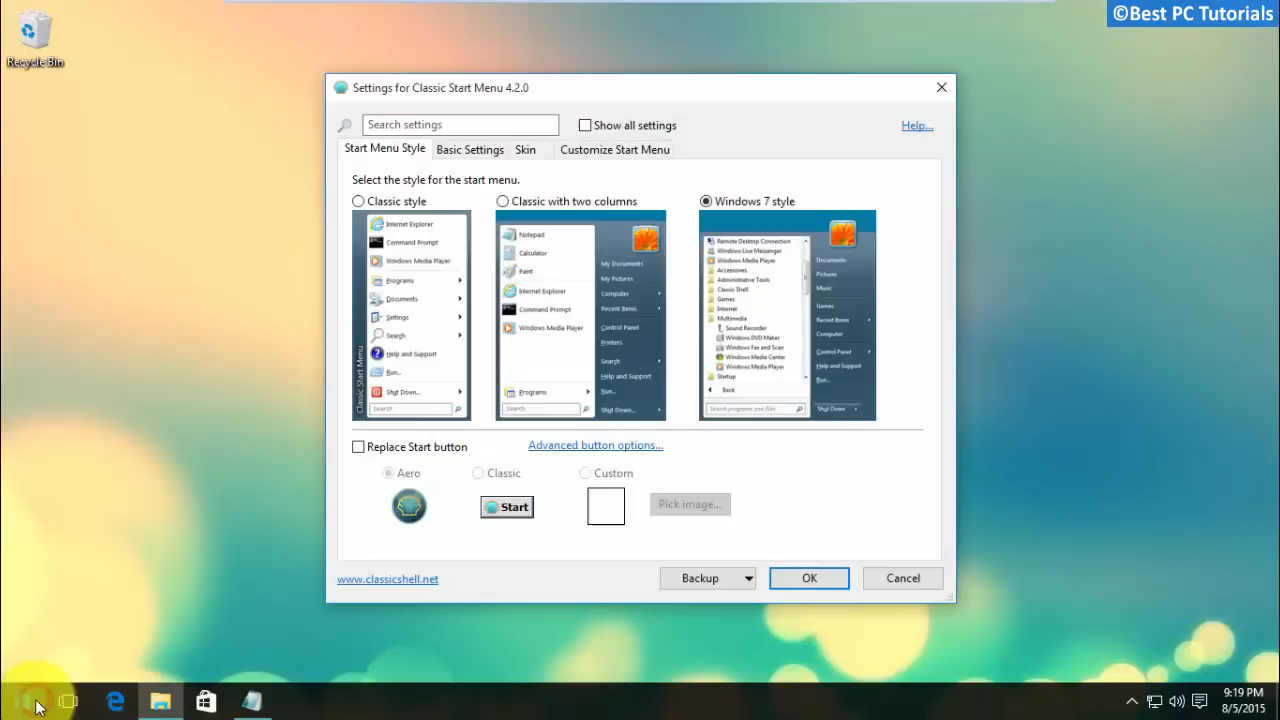 ©Best PC Tutorials
Recycle Bin
Settings for Classic Start Menu 4.2.0
Search settings
Show all settings
Help...
Start Menu Style
Basic Settings
Skin
Customize Start Menu
Select the style for the start menu.
Classic style
Internet Explorer
Command Prompt
Windows Media Player
Programs
Documents
Settings
Search
Help and Support
Run...
Shut Down...
Search
Classic Start Menu
Classic with two columns
Notepad
Calculator
Paint
Internet Explorer
Command Prompt
Windows Media Player
Programs
Search
My Documents
My Pictures
Computer
Recent Items
Control Panel
Printers
Search
Help and Support
Run...
Shut Down...
Windows 7 style
Remote Desktop Connection
Windows Live Messenger
Windows Media Player
Accessories
Administrative Tools
Classic Shell
Games
Internet
Multimedia
Sound Recorder
Windows DVD Maker
Windows Fax and Scan
Windows Media Center
Windows Media Player
Startup
Back
Search programs and files
Documents
Pictures
Music
Games
Recent Items
Computer
Control Panel
Help and Support
Run...
Shut Down
Replace Start button
Advanced button options...
Aero
Classic
Custom
Start
Pick image...
www.classicshell.net
Backup
OK
Cancel
9:19 PM
8/5/2015